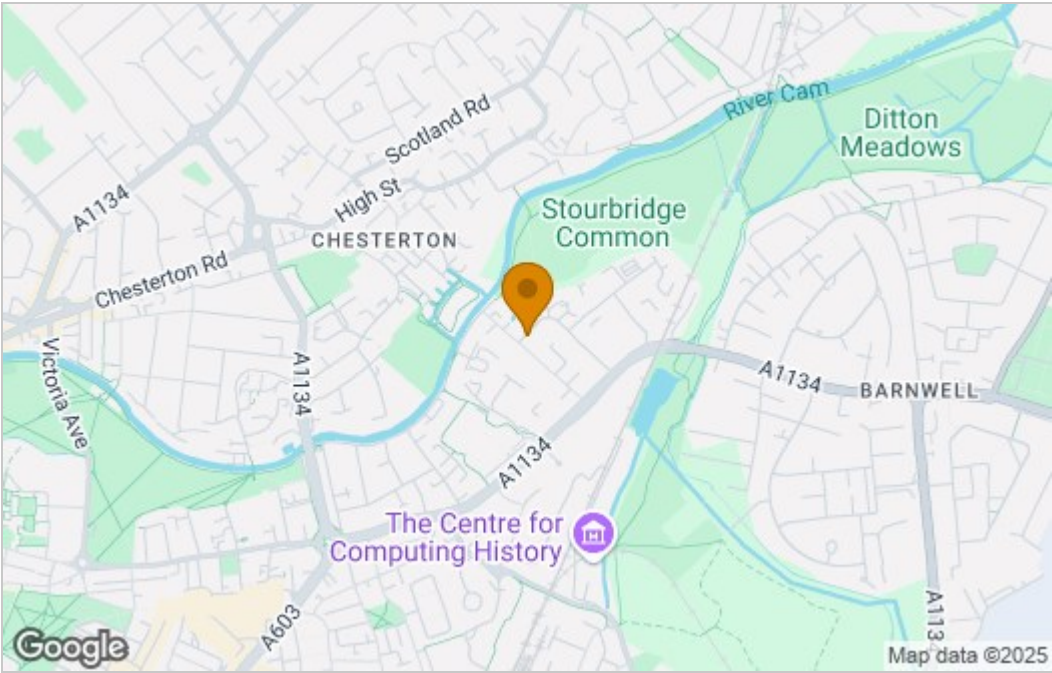 River Cam
Ditton
Meadows
Scotland Rd
A1134
High St
Stourbridge
Common
CHESTERTON
Chesterton Rd
Victoria Ave
A1134
A1134
BARNWELL
A1134
The Centre for
Computing History
A603
A113
Google
Map data ©2025